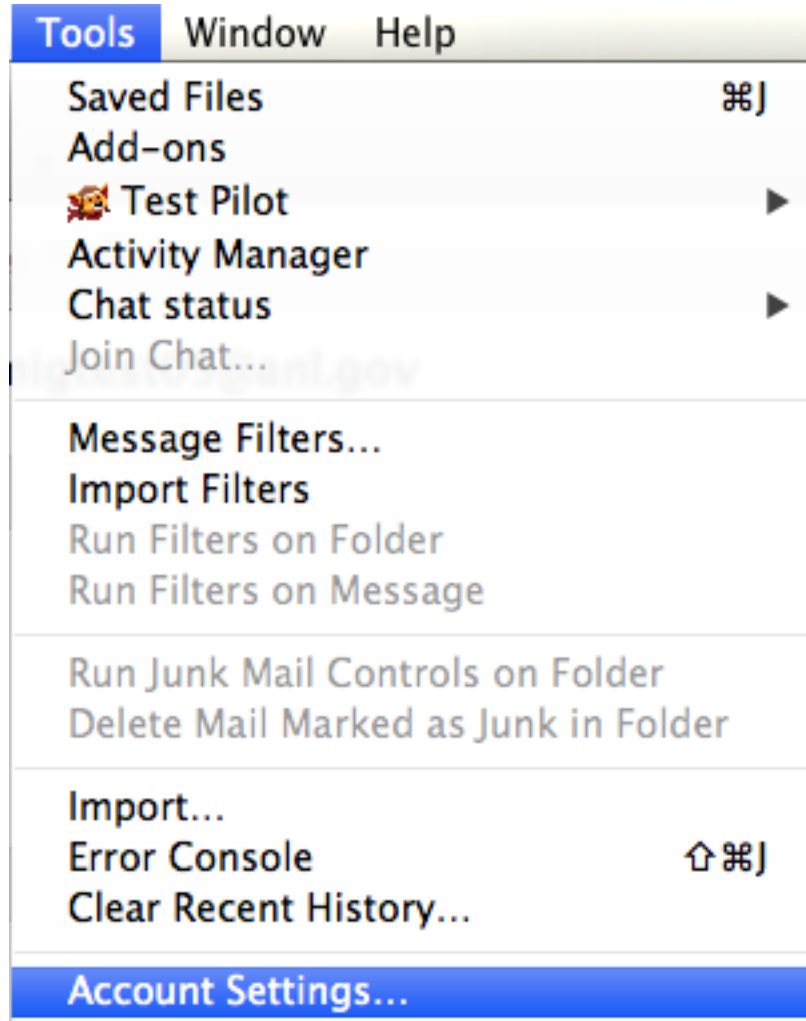 Tools Window Help
Saved Files ⌘J
Add-ons
Test Pilot
Activity Manager
Chat status
Join Chat...
Message Filters...
Import Filters
Run Filters on Folder
Run Filters on Message
Run Junk Mail Controls on Folder
Delete Mail Marked as Junk in Folder
Import...
Error Console ⇧⌘J
Clear Recent History...
Account Settings...